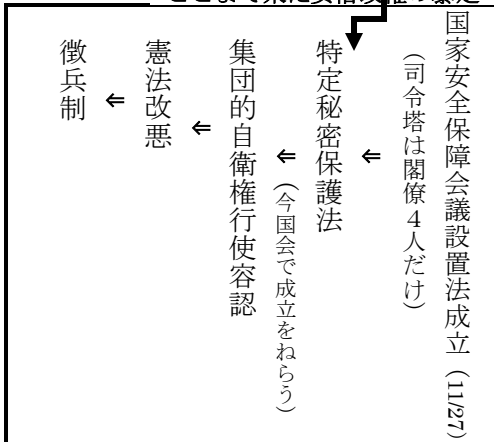 国家安全保障会議設置法成立（11/27）
（司令塔は閣僚４人だけ）
⇐
特定秘密保護法
⇐（今国会で成立をねらう）
集団的自衛権行使容認
⇐
憲法改悪
⇐
徴兵制